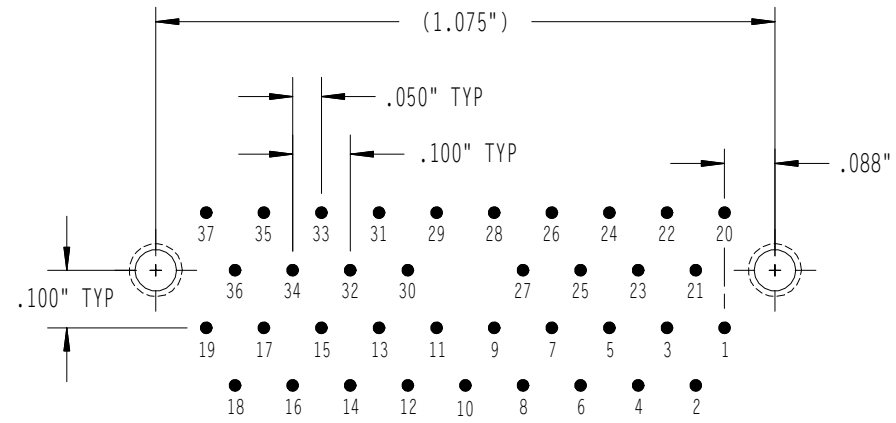 (1.075")
.050" TYP
.100" TYP
.088"
37 35 33 31 29 28 26 24 22 20
36 34 32 30 27 25 23 21
.100" TYP
19 17 15 13 11 9 7 5 3 1
18 16 14 12 10 8 6 4 2